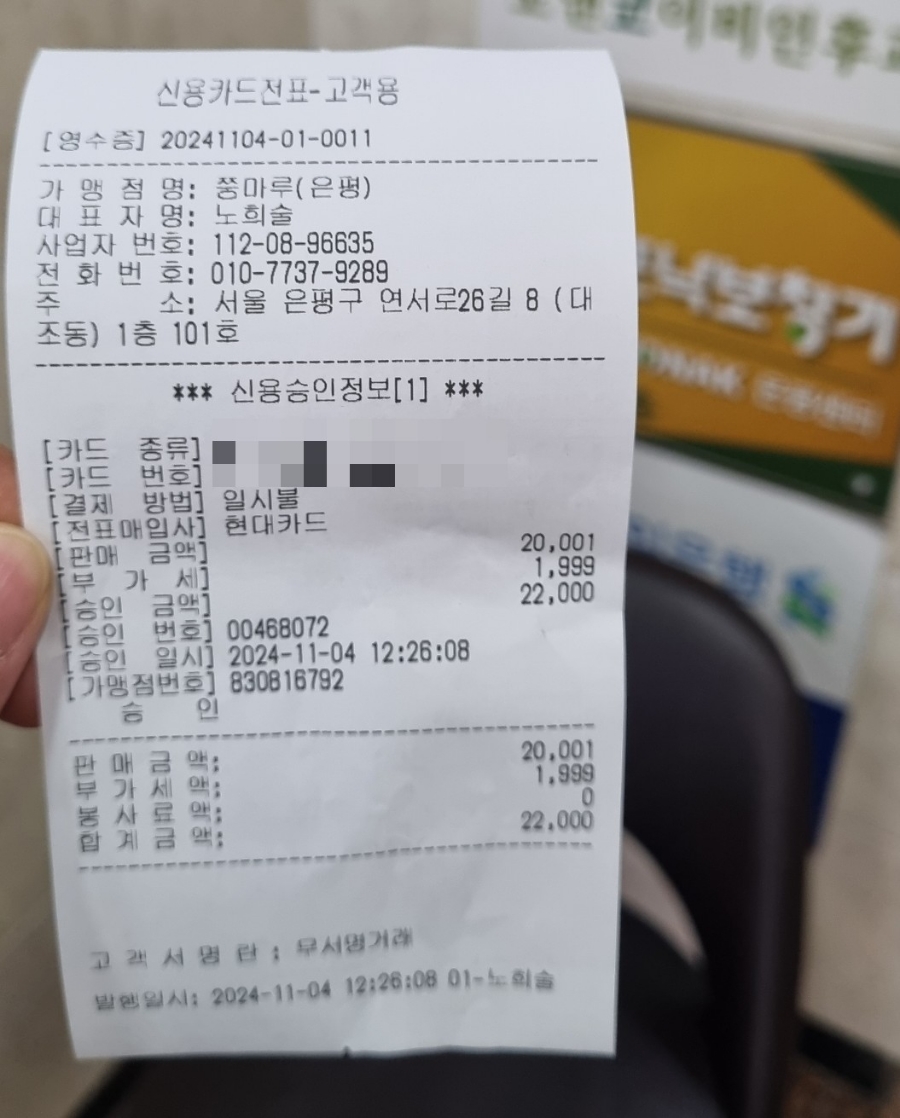 신용카드전표-고객용
[영수증] 20241104-01-0011
가 맹 점 명: 쭝마루(은평)
대 표 자 명: 노희술
사업자 번호: 112-08-96635
전 화 번 호: 010-7737-9289
주 소: 서울 은평구 연서로26길 8 (대
조동) 1층 101호
*** 신용승인정보[1] ***
[카드 종류]
[카드 번호]
[결제 방법] 일시불
[전표매입사] 현대카드
[판매 금액] 20,001
[부 가 세] 1,999
[승인 금액] 22,000
[승인 번호] 00468072
[승인 일시] 2024-11-04 12:26:08
[가맹점번호] 830816792
승 인
판 매 금 액: 20,001
부 가 세 액: 1,999
봉 사 료 액: 0
합 계 금 액: 22,000
고 객 서 명 란 : 무서명거래
발행일시: 2024-11-04 12:26:08 01-노희술
이비인후